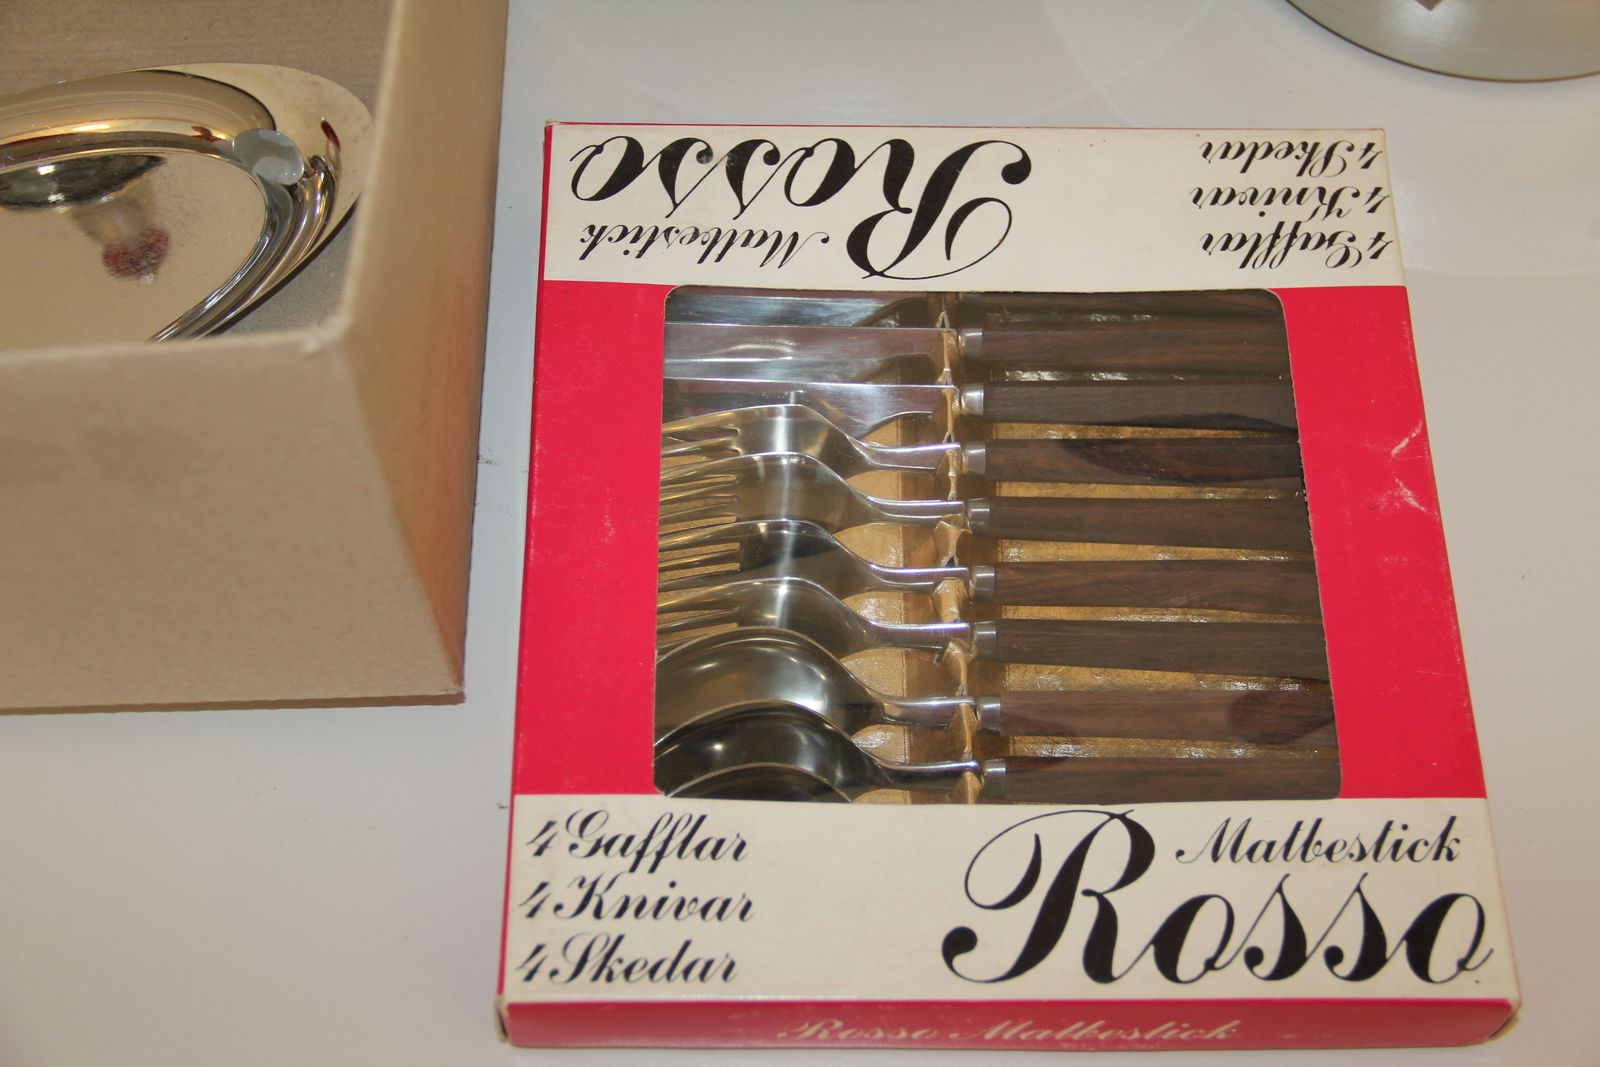 Rosso
Matbestick
4 Skedar
4 Knivar
4 Gafflar
4 Gafflar
4 Knivar
4 Skedar
Matbestick
Rosso
Rosso Matbestick